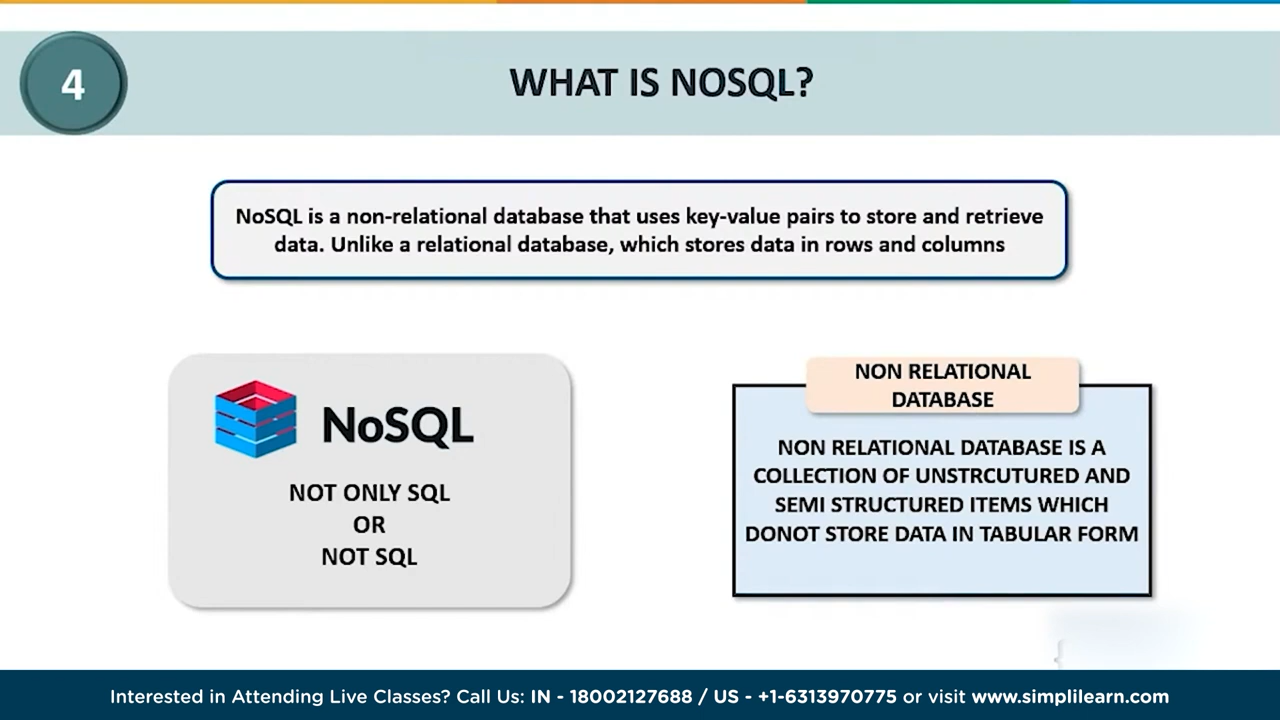 4
WHAT IS NOSQL?
NoSQL is a non-relational database that uses key-value pairs to store and retrieve
data. Unlike a relational database, which stores data in rows and columns
NoSQL
NOT ONLY SQL
OR
NOT SQL
NON RELATIONAL
DATABASE
NON RELATIONAL DATABASE IS A
COLLECTION OF UNSTRCUTURED AND
SEMI STRUCTURED ITEMS WHICH
DONOT STORE DATA IN TABULAR FORM
Interested in Attending Live Classes? Call Us: IN - 18002127688 / US - +1-6313970775 or visit www.simplilearn.com